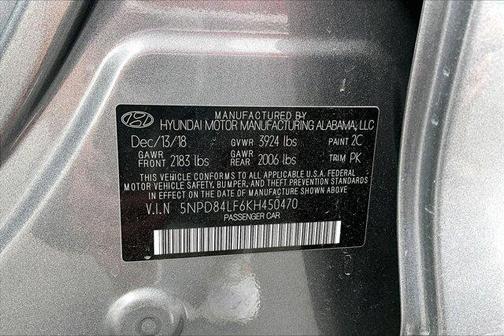 MANUFACTURED BY
HYUNDAI MOTOR MANUFACTURING ALABAMA, LLC
Dec/13/18 GVWR 3924 lbs PAINT 2C
GAWR FRONT 2183 lbs GAWR REAR 2006 lbs TRIM PK
THIS VEHICLE CONFORMS TO ALL APPLICABLE U.S. FEDERAL
MOTOR VEHICLE SAFETY, BUMPER, AND THEFT PREVENTION STANDARDS
IN EFFECT ON THE DATE OF MANUFACTURE SHOWN ABOVE.
V.I.N 5NPD84LF6KH450470
PASSENGER CAR